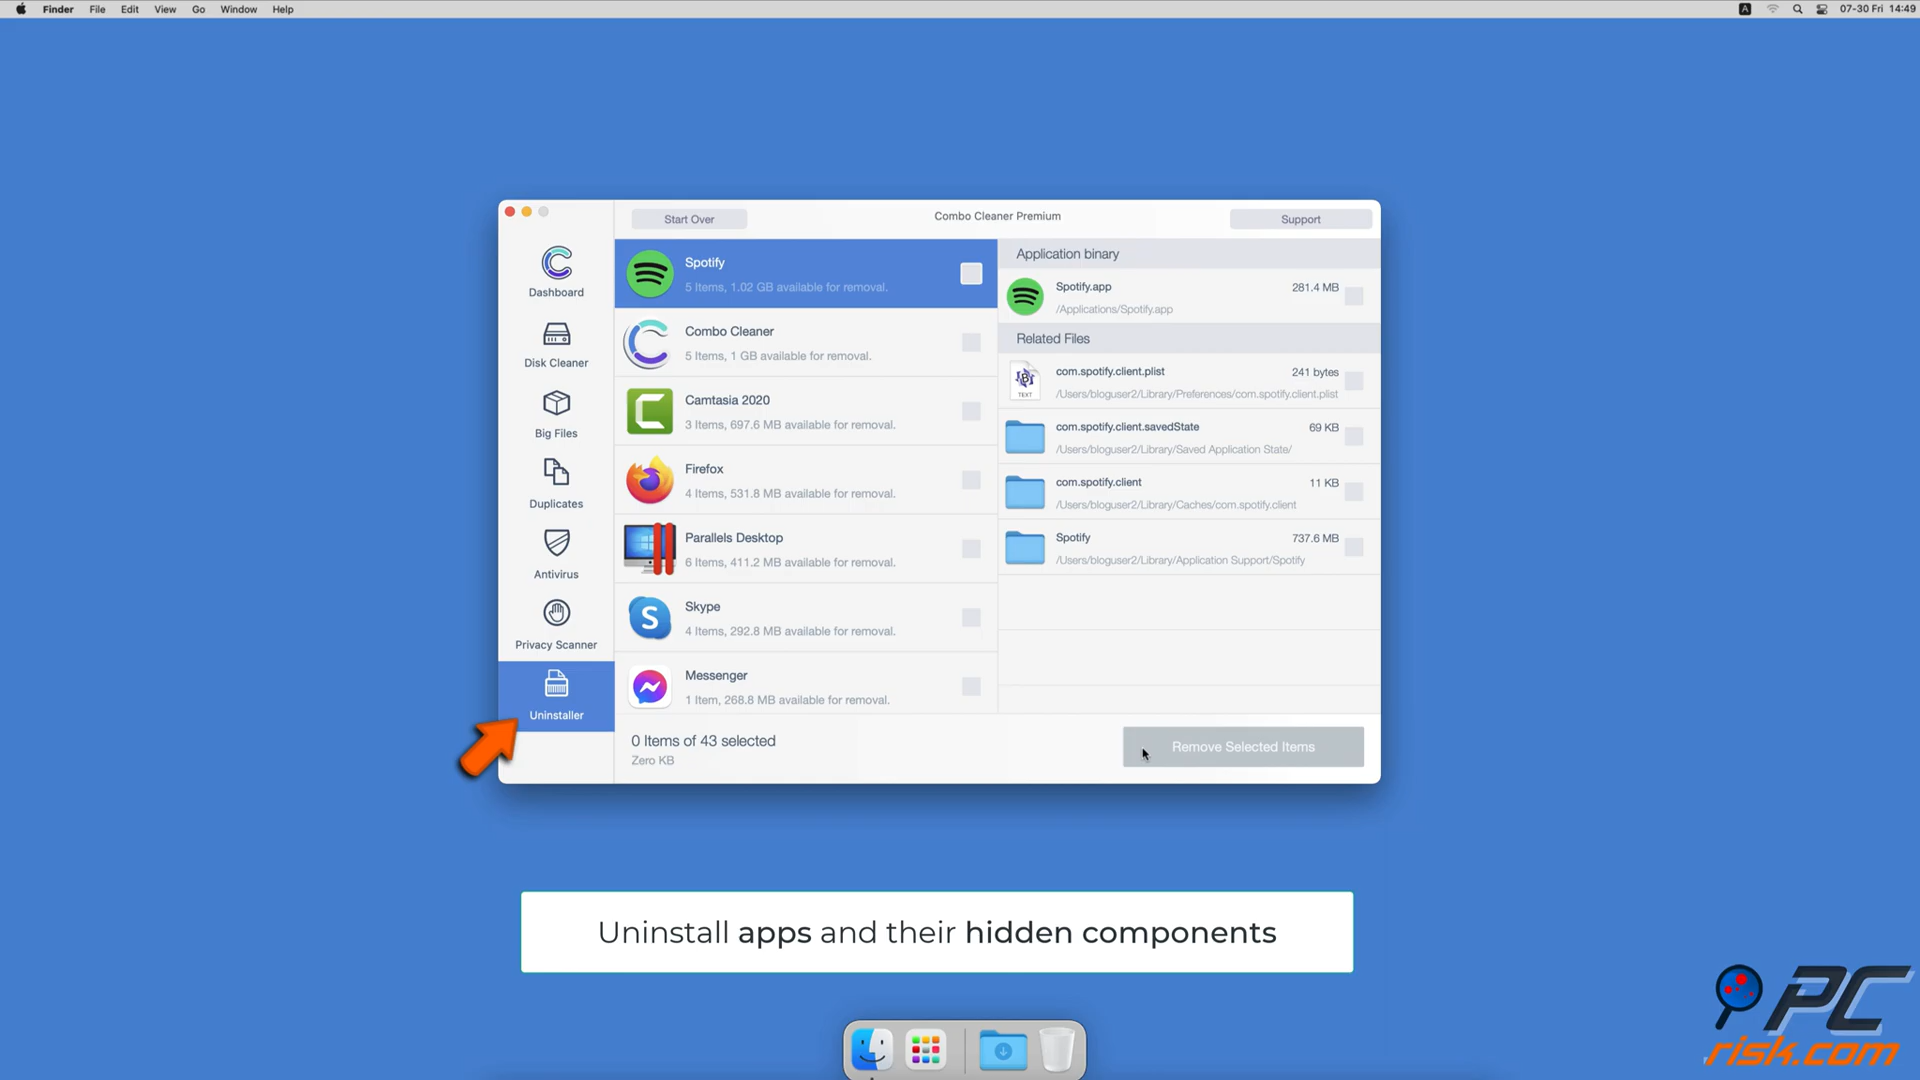 Finder File Edit View Go Window Help
A 07-30 Fri 14:49
Start Over
Combo Cleaner Premium
Support
Dashboard
Disk Cleaner
Big Files
Duplicates
Antivirus
Privacy Scanner
Uninstaller
Spotify
5 Items, 1.02 GB available for removal.
Combo Cleaner
5 Items, 1 GB available for removal.
Camtasia 2020
3 Items, 697.6 MB available for removal.
Firefox
4 Items, 531.8 MB available for removal.
Parallels Desktop
6 Items, 411.2 MB available for removal.
Skype
4 Items, 292.8 MB available for removal.
Messenger
1 Item, 268.8 MB available for removal.
Application binary
Spotify.app 281.4 MB
/Applications/Spotify.app
Related Files
com.spotify.client.plist 241 bytes
/Users/bloguser2/Library/Preferences/com.spotify.client.plist
TEXT
com.spotify.client.savedState 69 KB
/Users/bloguser2/Library/Saved Application State/
com.spotify.client 11 KB
/Users/bloguser2/Library/Caches/com.spotify.client
Spotify 737.6 MB
/Users/bloguser2/Library/Application Support/Spotify
0 Items of 43 selected
Zero KB
Remove Selected Items
Uninstall apps and their hidden components
PC
risk.com